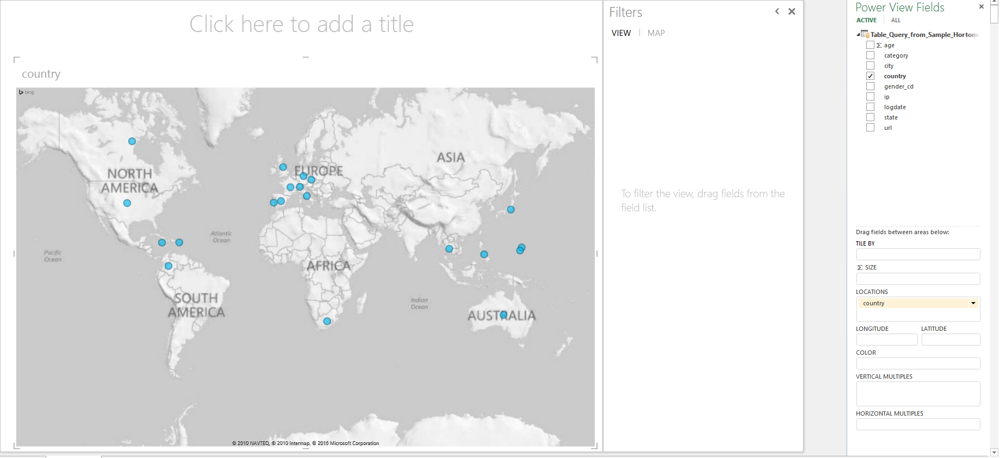 Click here to add a title
country
bing
NORTH
AMERICA
EUROPE
ASIA
Atlantic
Ocean
Pacific
Ocean
AFRICA
SOUTH
AMERICA
Indian
Ocean
AUSTRALIA
© 2010 NAVTEQ, © 2010 Intermap, © 2016 Microsoft Corporation
Filters
VIEW | MAP
To filter the view, drag fields from the
field list.
Power View Fields
ACTIVE | ALL
Table_Query_from_Sample_Horton
Σ age
category
city
country
gender_cd
ip
logdate
state
url
Drag fields between areas below:
TILE BY
Σ SIZE
LOCATIONS
country
LONGITUDE LATITUDE
COLOR
VERTICAL MULTIPLES
HORIZONTAL MULTIPLES